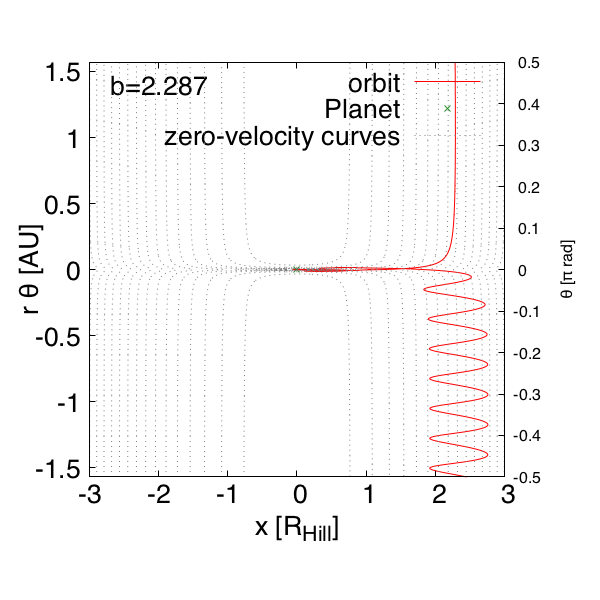 b=2.287
orbit
Planet
zero-velocity curves
1.5
1
0.5
0
-0.5
-1
-1.5
r θ [AU]
0.5
0.4
0.3
0.2
0.1
0
-0.1
-0.2
-0.3
-0.4
-0.5
θ [π rad]
-3 -2 -1 0 1 2 3
x [R_Hill]